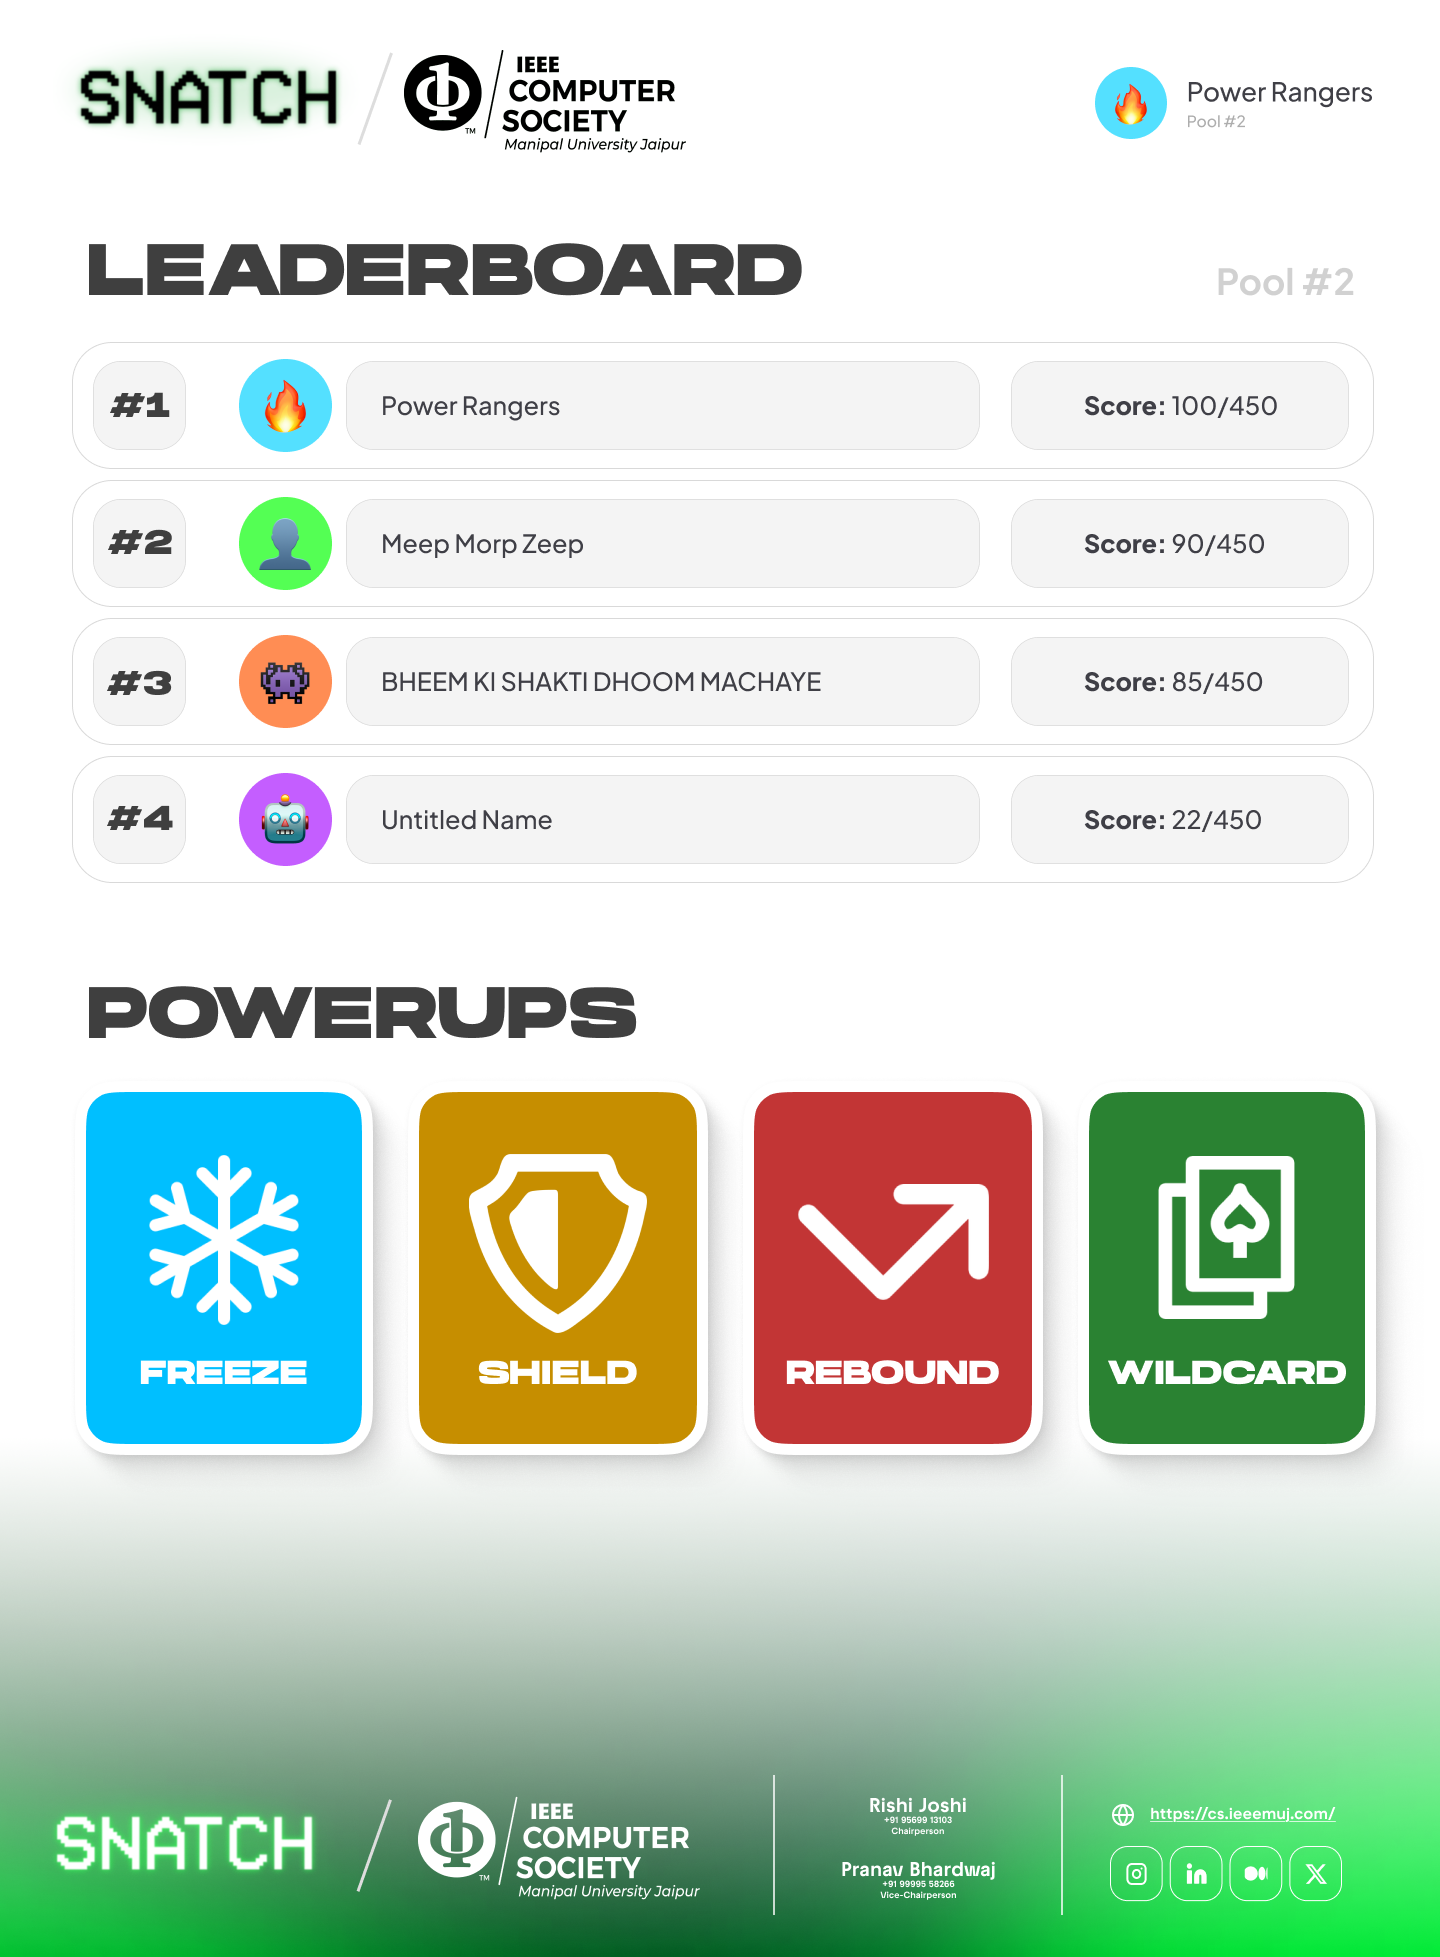 SNATCH
IEEE
COMPUTER
SOCIETY
TM
Manipal University Jaipur
Power Rangers
Pool #2
LEADERBOARD
Pool #2
#1
Power Rangers
Score: 100/450
#2
Meep Morp Zeep
Score: 90/450
#3
BHEEM KI SHAKTI DHOOM MACHAYE
Score: 85/450
#4
Untitled Name
Score: 22/450
POWERUPS
FREEZE
SHIELD
REBOUND
WILDCARD
SNATCH
IEEE
COMPUTER
SOCIETY
TM
Manipal University Jaipur
Rishi Joshi
+91 95699 13103
Chairperson
Pranav Bhardwaj
+91 99995 58266
Vice-Chairperson
https://cs.ieeemuj.com/